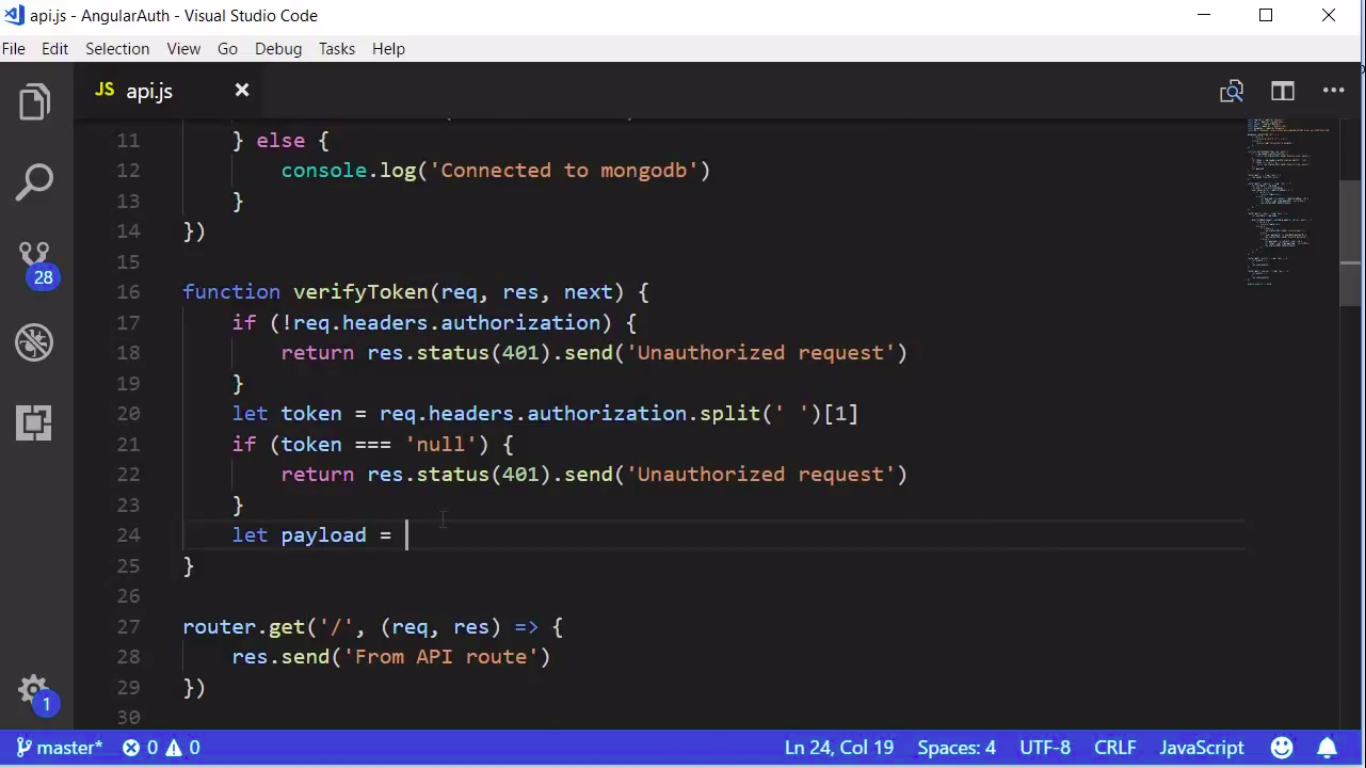 api.js - AngularAuth - Visual Studio Code
File Edit Selection View Go Debug Tasks Help
JS api.js
11 } else {
12 console.log('Connected to mongodb')
13 }
14 })
15
16 function verifyToken(req, res, next) {
17 if (!req.headers.authorization) {
18 return res.status(401).send('Unauthorized request')
19 }
20 let token = req.headers.authorization.split(' ')[1]
21 if (token === 'null') {
22 return res.status(401).send('Unauthorized request')
23 }
24 let payload =
25 }
26
27 router.get('/', (req, res) => {
28 res.send('From API route')
29 })
30
28
1
master* 0 0 Ln 24, Col 19 Spaces: 4 UTF-8 CRLF JavaScript